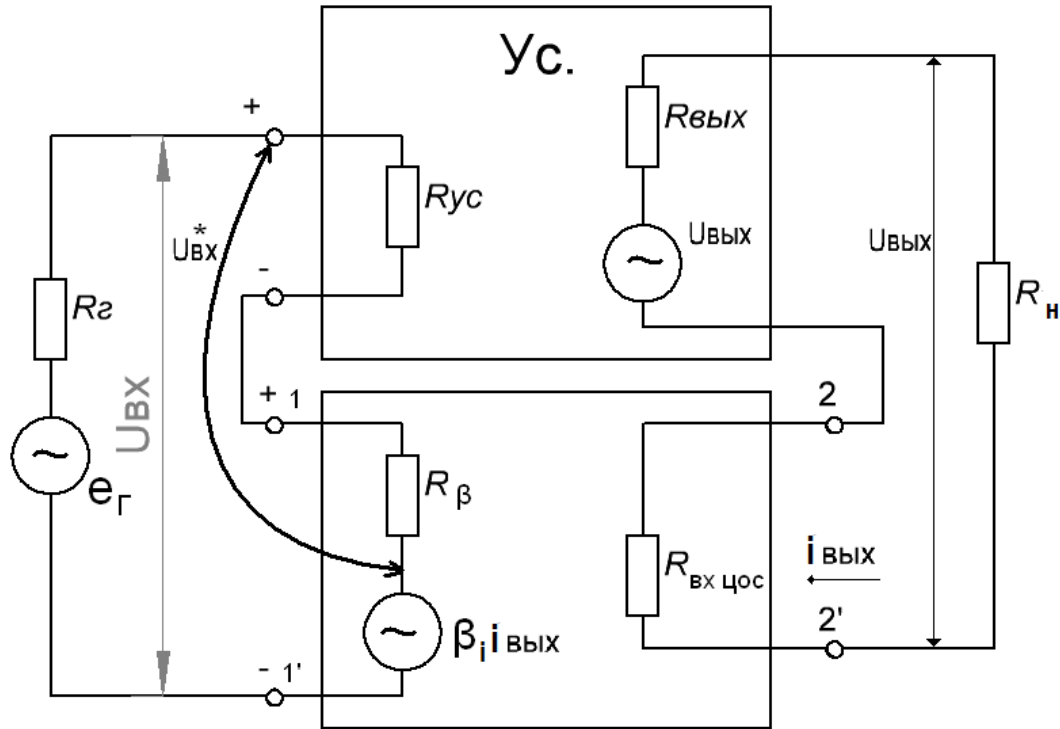 Ус.
+
Rвых
Rус
Uвх*
Uвых
Uвых
-
Rг
Rн
Uвх
+ 1
2
eг
Rβ
iвых
Rвх цос
βi iвых
2'
- 1'